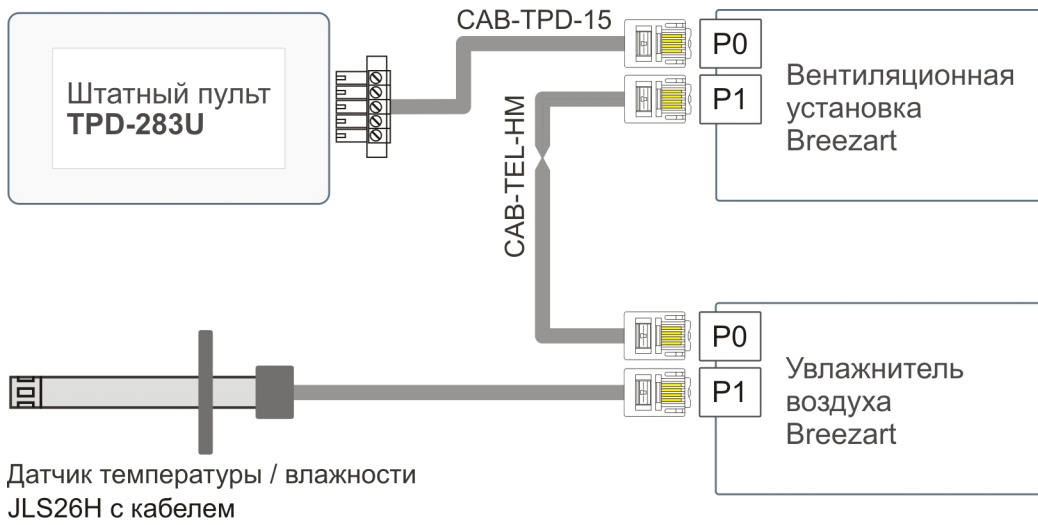 CAB-TPD-15
Штатный пульт
TPD-283U
P0
P1
Вентиляционная
установка
Breezart
CAB-TEL-HM
P0
P1
Увлажнитель
воздуха
Breezart
Датчик температуры / влажности
JLS26H с кабелем